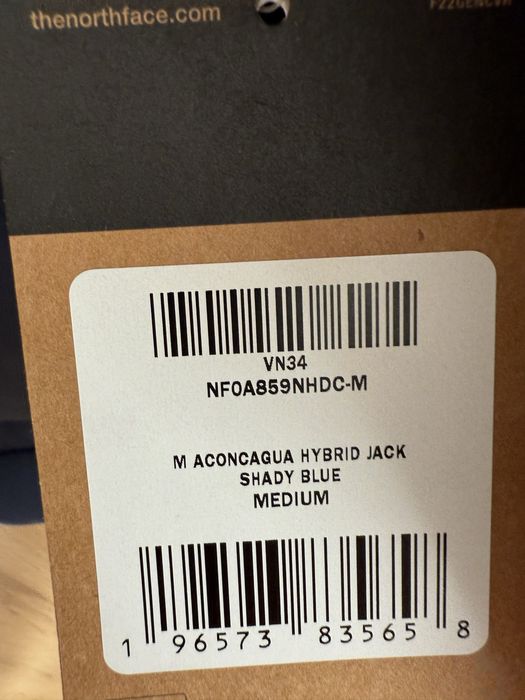 thenorthface.com
VN34
NF0A859NHDC-M
M ACONCAGUA HYBRID JACK
SHADY BLUE
MEDIUM
1 96573 83565 8